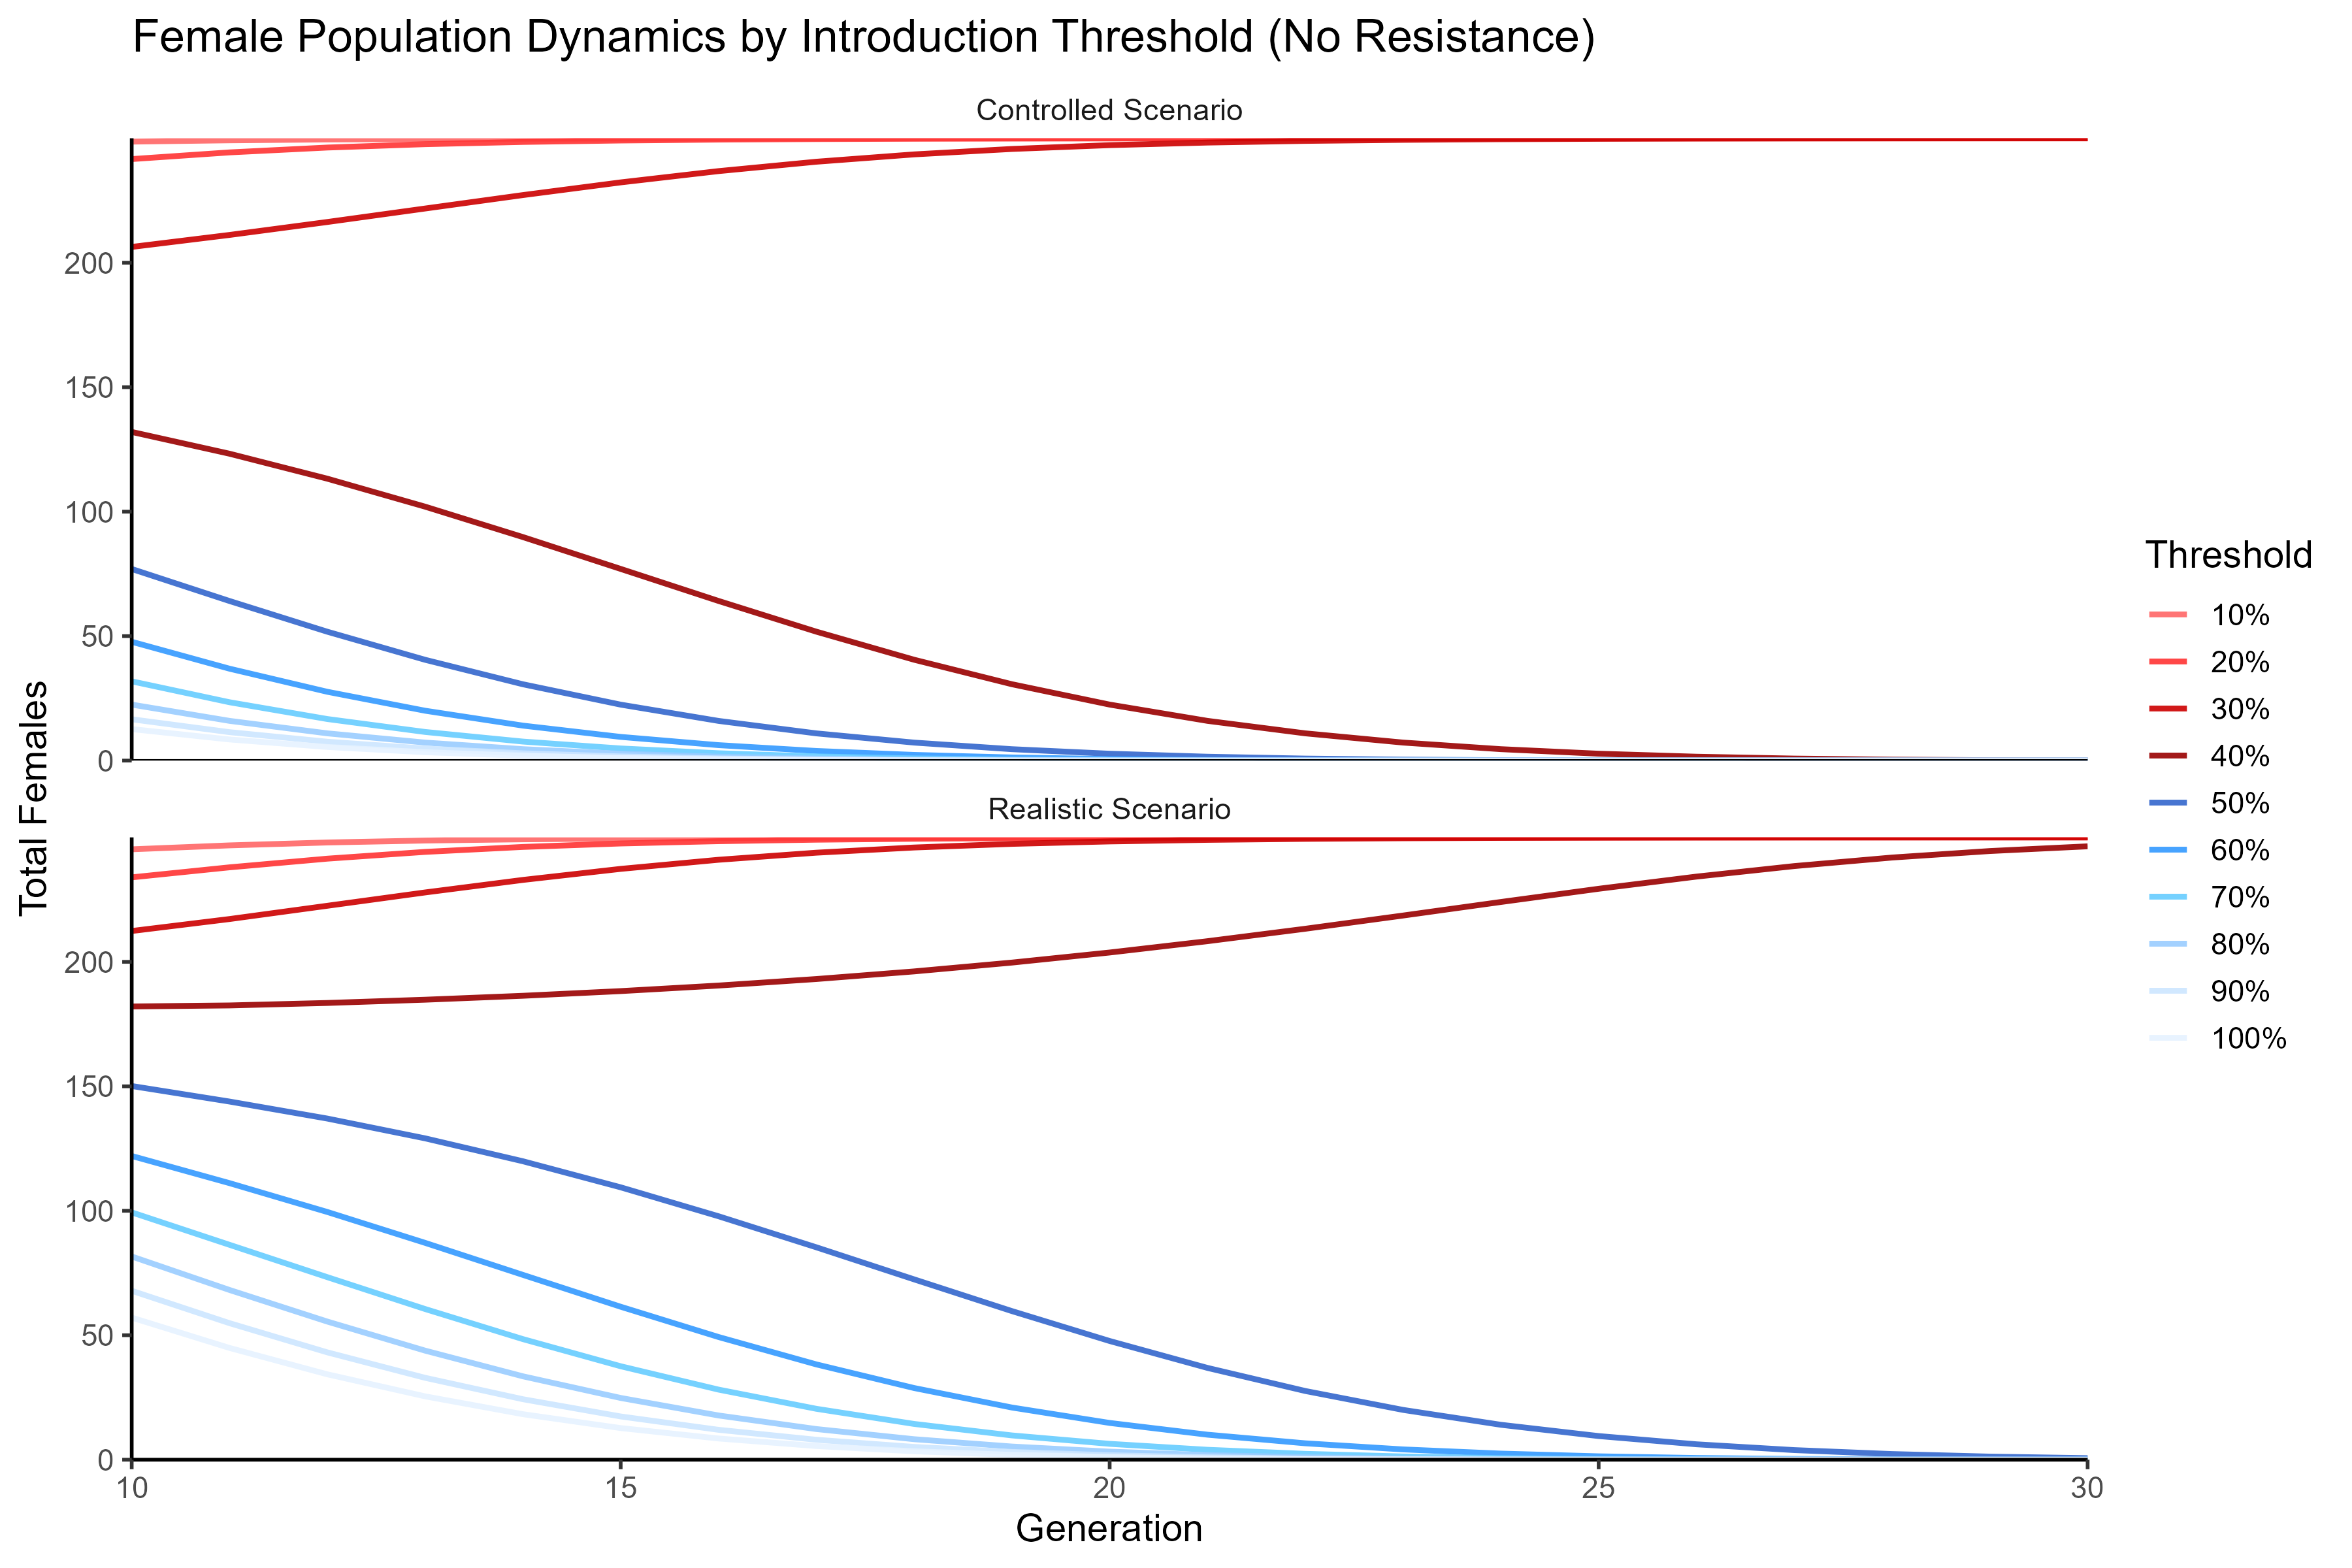 Female Population Dynamics by Introduction Threshold (No Resistance)
Controlled Scenario
200
150
100
50
0
Total Females
Realistic Scenario
200
150
100
50
0
10 15 20 25 30
Generation
Threshold
10%
20%
30%
40%
50%
60%
70%
80%
90%
100%